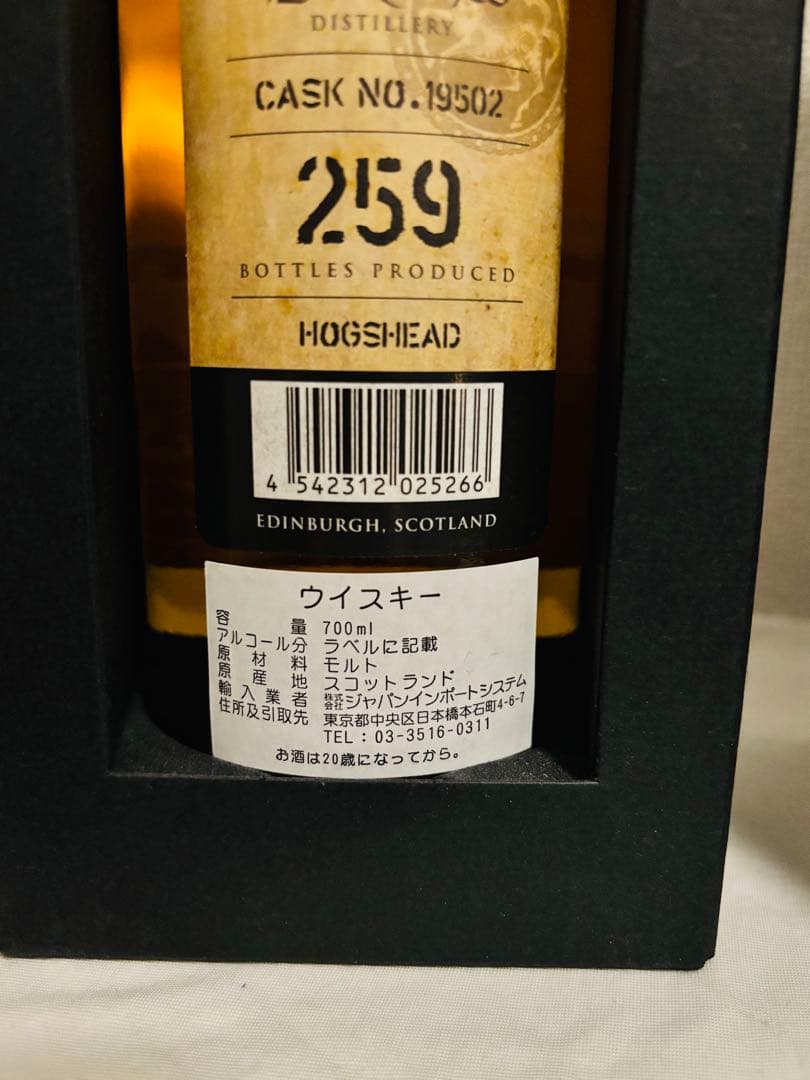 DISTILLERY
CASK NO.19502
259
BOTTLES PRODUCED
HOGSHEAD
4 542312 025266
EDINBURGH, SCOTLAND
ウイスキー
容量 700ml
アルコール分 ラベルに記載
原材料 モルト
原産地 スコットランド
輸入業者 株式会社ジャパンインポートシステム
住所及引取先 東京都中央区日本橋本石町4-6-7
TEL：03-3516-0311
お酒は20歳になってから。